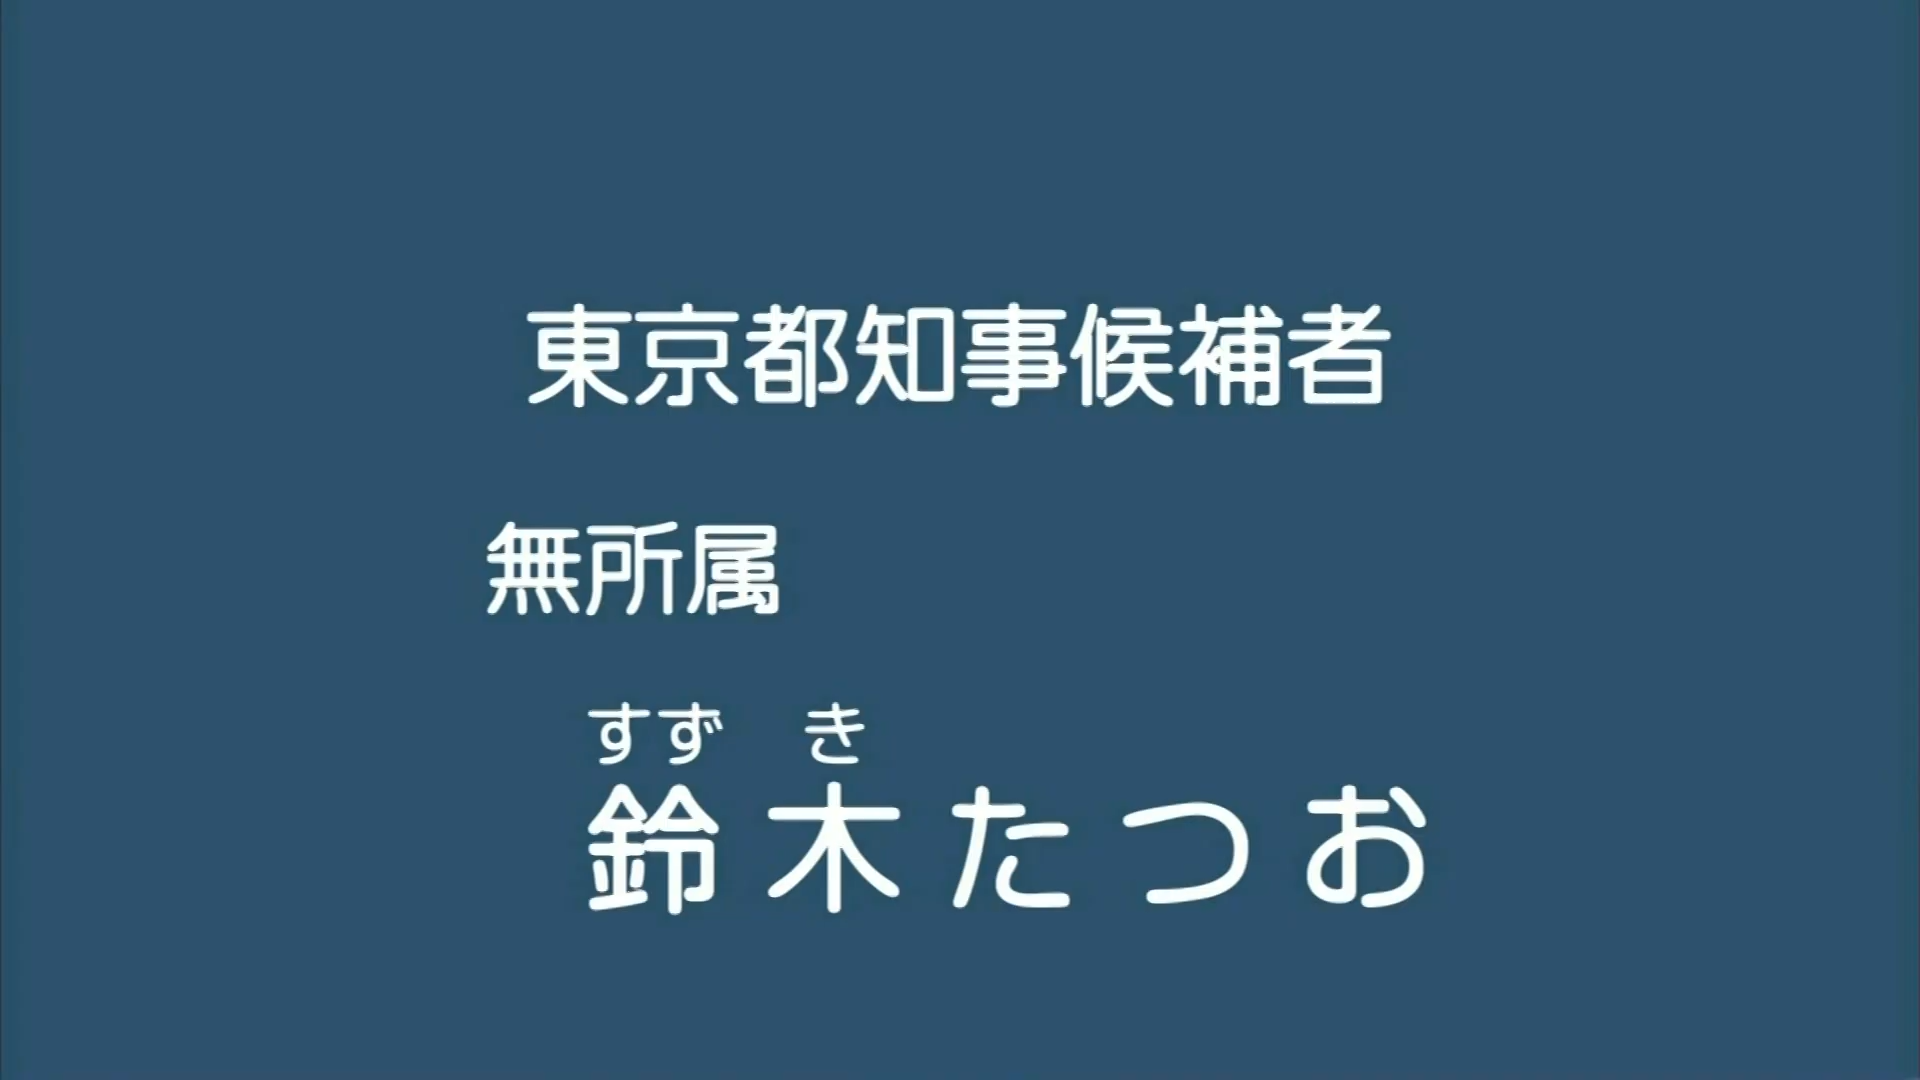 東京都知事候補者
無所属
すず き
鈴木たつお